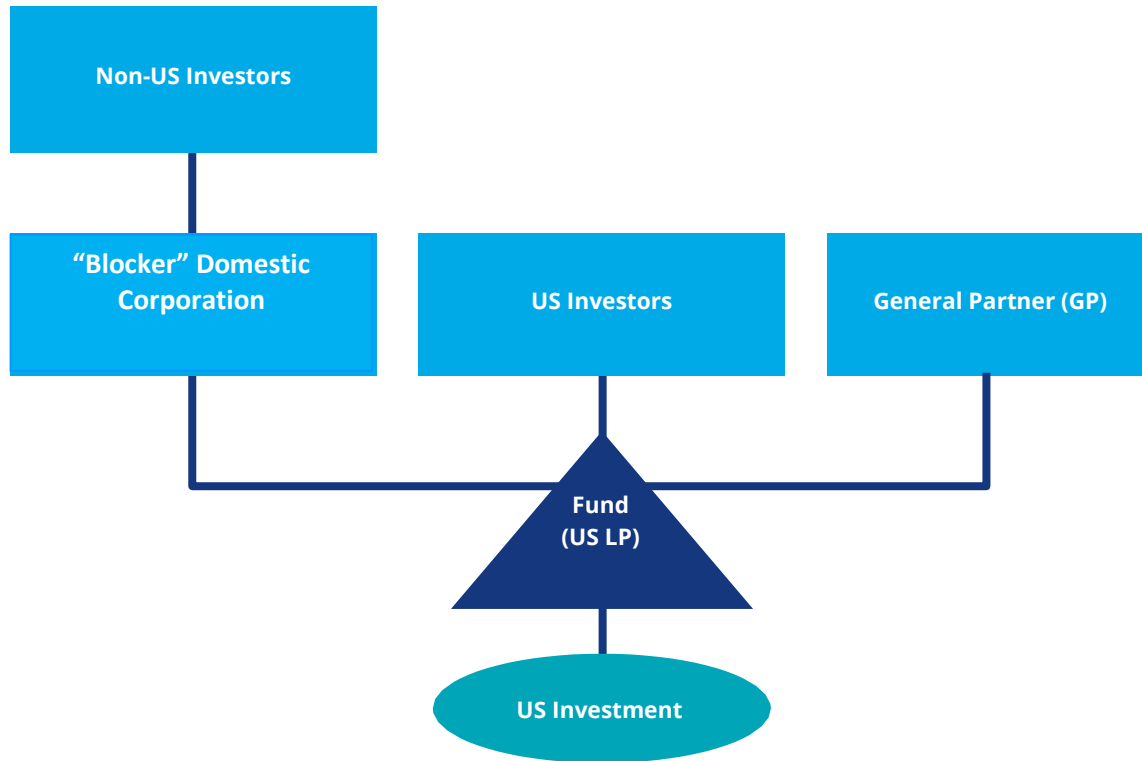 Non-US Investors
“Blocker” Domestic
Corporation
US Investors
General Partner (GP)
Fund
(US LP)
US Investment